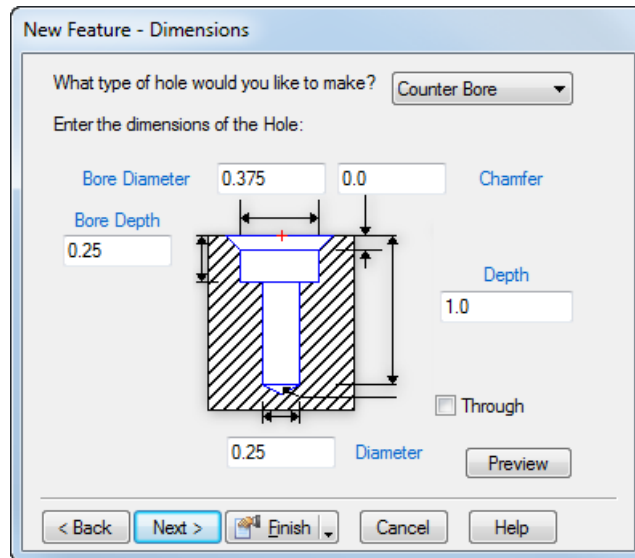 New Feature - Dimensions
What type of hole would you like to make? Counter Bore
Enter the dimensions of the Hole:
Bore Diameter 0.375 0.0 Chamfer
Bore Depth
0.25
Depth
1.0
Through
0.25 Diameter
Preview
< Back Next > Finish Cancel Help